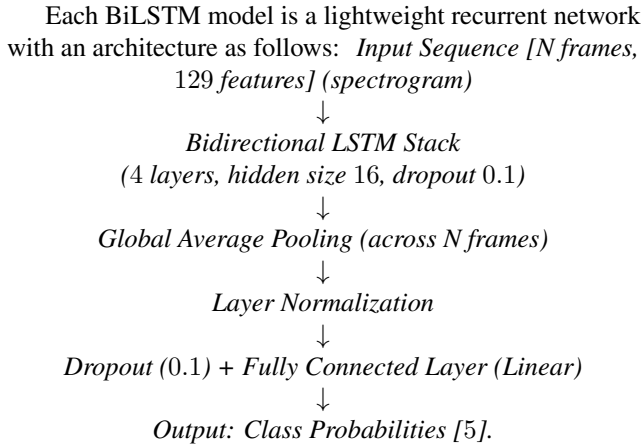 Each BiLSTM model is a lightweight recurrent network
with an architecture as follows: Input Sequence [N frames,
129 features] (spectrogram)
↓
Bidirectional LSTM Stack
(4 layers, hidden size 16, dropout 0.1)
↓
Global Average Pooling (across N frames)
↓
Layer Normalization
↓
Dropout (0.1) + Fully Connected Layer (Linear)
↓
Output: Class Probabilities [5].